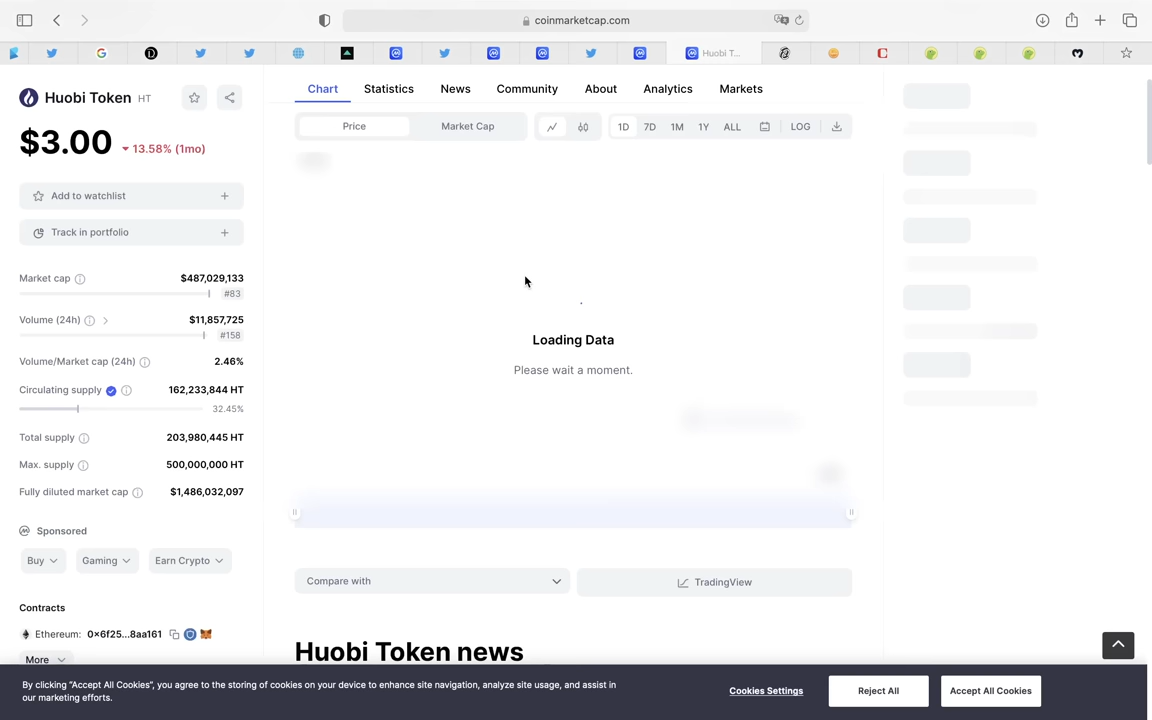 coinmarketcap.com
Huobi T...
Huobi Token HT
$3.00 13.58% (1mo)
Add to watchlist
Track in portfolio
Market cap $487,029,133
#83
Volume (24h) $11,857,725
#158
Volume/Market cap (24h) 2.46%
Circulating supply 162,233,844 HT
32.45%
Total supply 203,980,445 HT
Max. supply 500,000,000 HT
Fully diluted market cap $1,486,032,097
Sponsored
Buy Gaming Earn Crypto
Contracts
Ethereum: 0x6f25...8aa161
More
Chart Statistics News Community About Analytics Markets
Price Market Cap 1D 7D 1M 1Y ALL LOG
Loading Data
Please wait a moment.
Compare with TradingView
Huobi Token news
By clicking “Accept All Cookies”, you agree to the storing of cookies on your device to enhance site navigation, analyze site usage, and assist in
our marketing efforts.
Cookies Settings Reject All Accept All Cookies